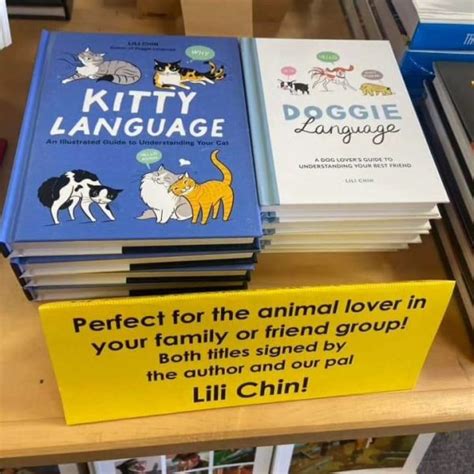 LILI CHIN
KITTY
LANGUAGE
An Illustrated Guide to Understanding Your Cat
DOGGIE
Language
A DOG LOVER'S GUIDE TO
UNDERSTANDING YOUR BEST FRIEND
LILI CHIN
Perfect for the animal lover in
your family or friend group!
Both titles signed by
the author and our pal
Lili Chin!